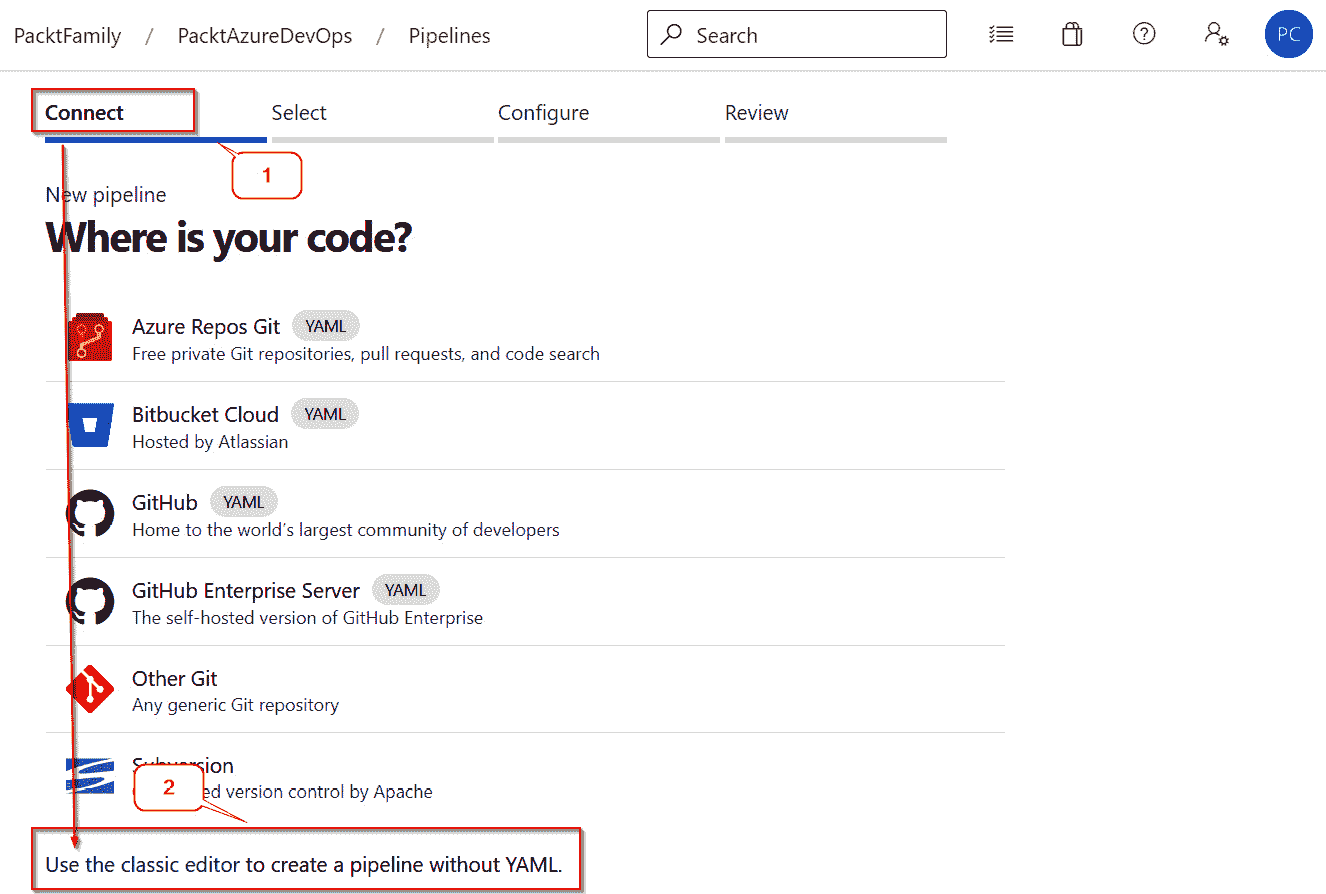 PacktFamily / PacktAzureDevOps / Pipelines Search PC
Connect Select Configure Review
1
New pipeline
Where is your code?
Azure Repos Git YAML
Free private Git repositories, pull requests, and code search
Bitbucket Cloud YAML
Hosted by Atlassian
GitHub YAML
Home to the world's largest community of developers
GitHub Enterprise Server YAML
The self-hosted version of GitHub Enterprise
Other Git
Any generic Git repository
Subversion
2
version control by Apache
Use the classic editor to create a pipeline without YAML.